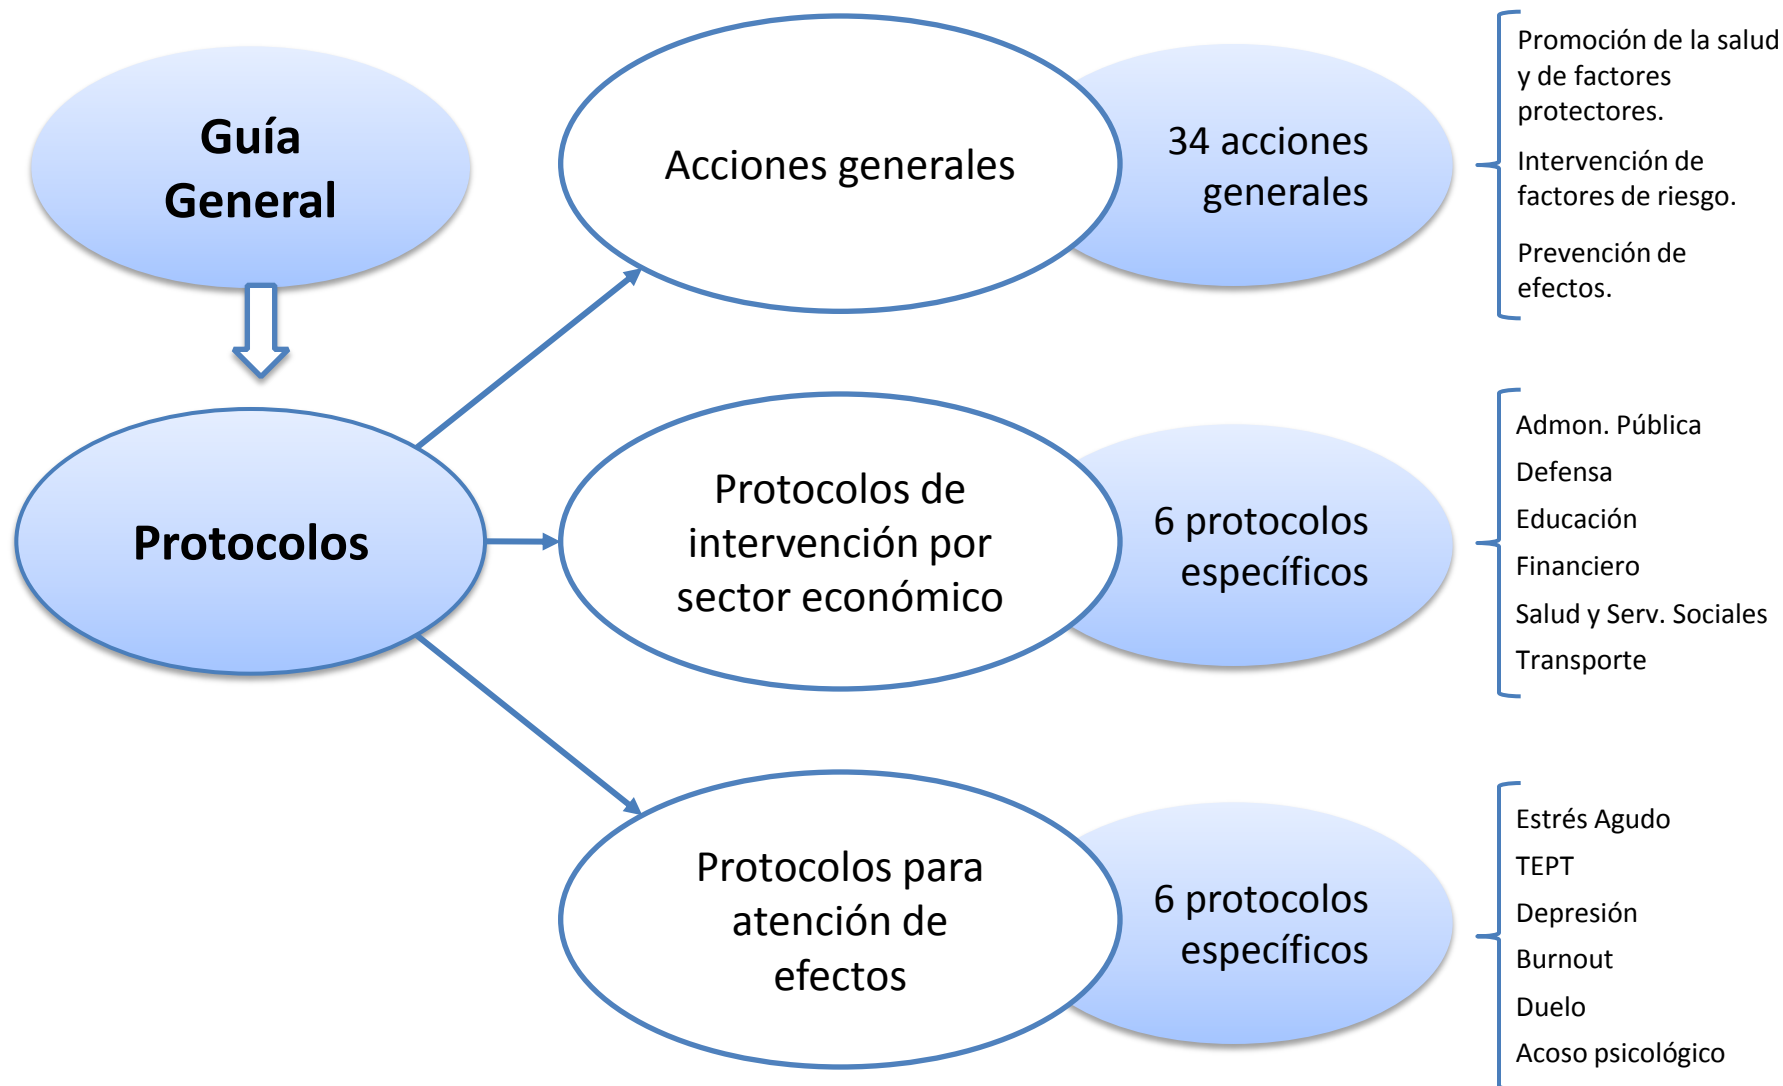 Guía
General
Protocolos
Acciones generales
34 acciones
generales
Promoción de la salud
y de factores
protectores.
Intervención de
factores de riesgo.
Prevención de
efectos.
Protocolos de
intervención por
sector económico
6 protocolos
específicos
Admon. Pública
Defensa
Educación
Financiero
Salud y Serv. Sociales
Transporte
Protocolos para
atención de
efectos
6 protocolos
específicos
Estrés Agudo
TEPT
Depresión
Burnout
Duelo
Acoso psicológico